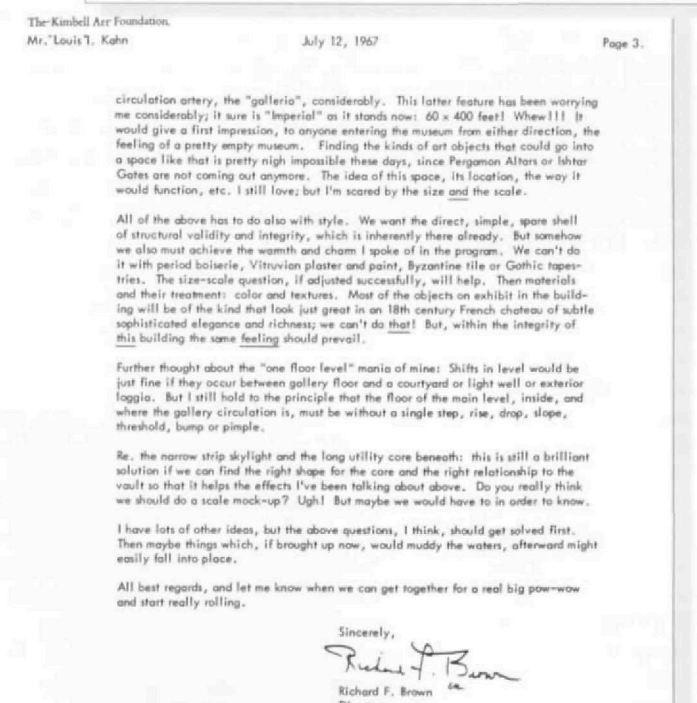 The Kimbell Art Foundation.
Mr. Louis I. Kahn July 12, 1967 Page 3.
circulation artery, the "galleria", considerably. This latter feature has been worrying
me considerably; it sure is "Imperial" as it stands now: 60 x 400 feet! Whew!!! It
would give a first impression, to anyone entering the museum from either direction, the
feeling of a pretty empty museum. Finding the kinds of art objects that could go into
a space like that is pretty nigh impossible these days, since Pergamon Altars or Ishtar
Gates are not coming out anymore. The idea of this space, its location, the way it
would function, etc. I still love; but I'm scared by the size and the scale.
All of the above has to do also with style. We want the direct, simple, spare shell
of structural validity and integrity, which is inherently there already. But somehow
we also must achieve the warmth and charm I spoke of in the program. We can't do
it with period boiserie, Vitruvian plaster and paint, Byzantine tile or Gothic tapes-
tries. The size-scale question, if adjusted successfully, will help. Then materials
and their treatment: color and textures. Most of the objects on exhibit in the build-
ing will be of the kind that look just great in an 18th century French chateau of subtle
sophisticated elegance and richness; we can't do that! But, within the integrity of
this building the same feeling should prevail.
Further thought about the "one floor level" mania of mine: Shifts in level would be
just fine if they occur between gallery floor and a courtyard or light well or exterior
loggia. But I still hold to the principle that the floor of the main level, inside, and
where the gallery circulation is, must be without a single step, rise, drop, slope,
threshold, bump or pimple.
Re. the narrow strip skylight and the long utility core beneath: this is still a brilliant
solution if we can find the right shape for the core and the right relationship to the
vault so that it helps the effects I've been talking about above. Do you really think
we should do a scale mock-up? Ugh! But maybe we would have to in order to know.
I have lots of other ideas, but the above questions, I think, should get solved first.
Then maybe things which, if brought up now, would muddy the waters, afterward might
easily fall into place.
All best regards, and let me know when we can get together for a real big pow-wow
and start really rolling.
Sincerely,
Richard F. Brown
Richard F. Brown